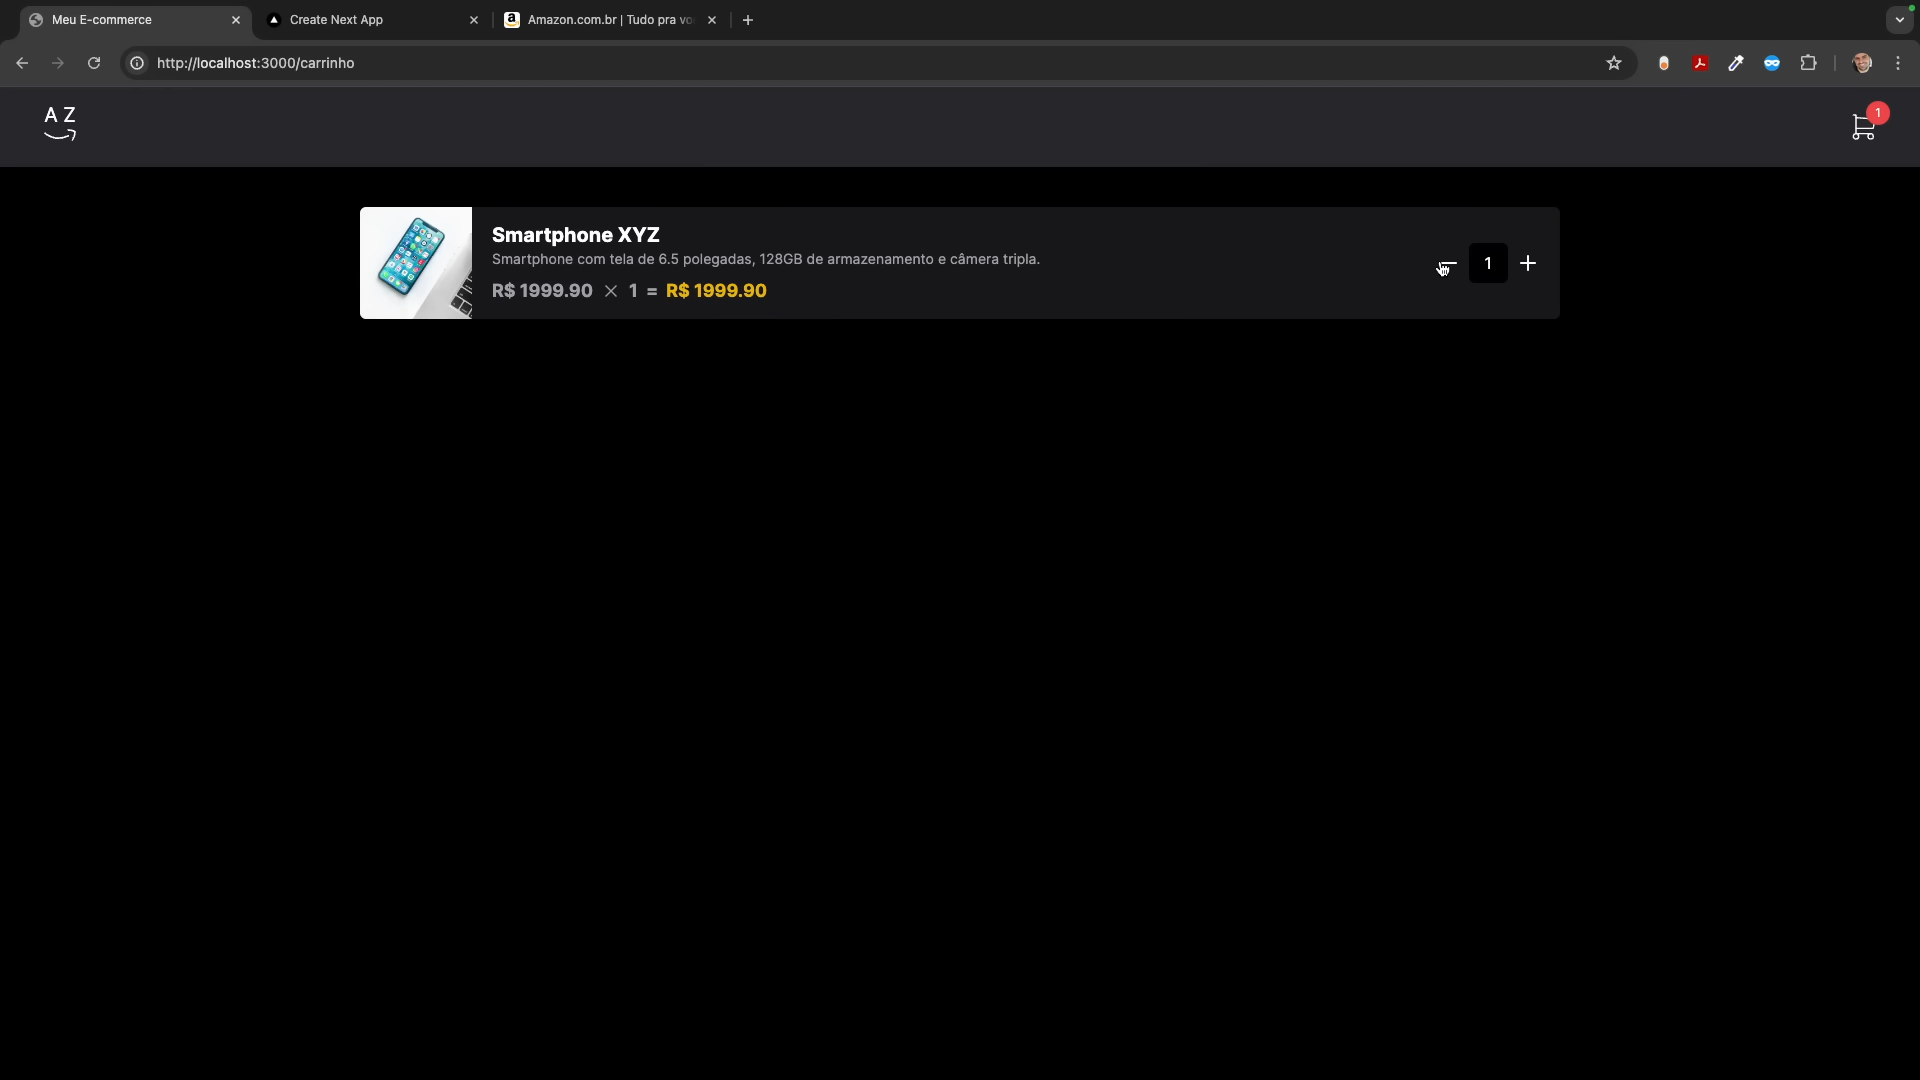 Meu E-commerce
Create Next App
Amazon.com.br | Tudo pra vo
http://localhost:3000/carrinho
A Z
1
Smartphone XYZ
Smartphone com tela de 6.5 polegadas, 128GB de armazenamento e câmera tripla.
R$ 1999.90 × 1 = R$ 1999.90
1